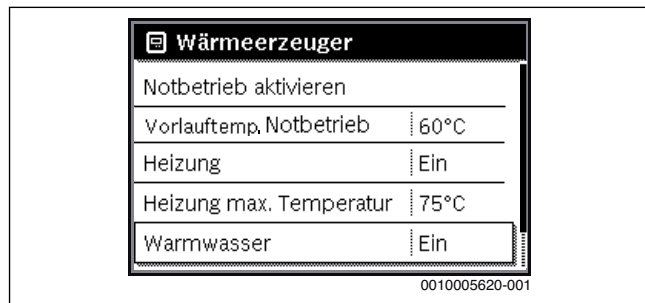 Wärmeerzeuger
Notbetrieb aktivieren
Vorlauftemp. Notbetrieb 60°C
Heizung Ein
Heizung max. Temperatur 75°C
Warmwasser Ein
0010005620-001